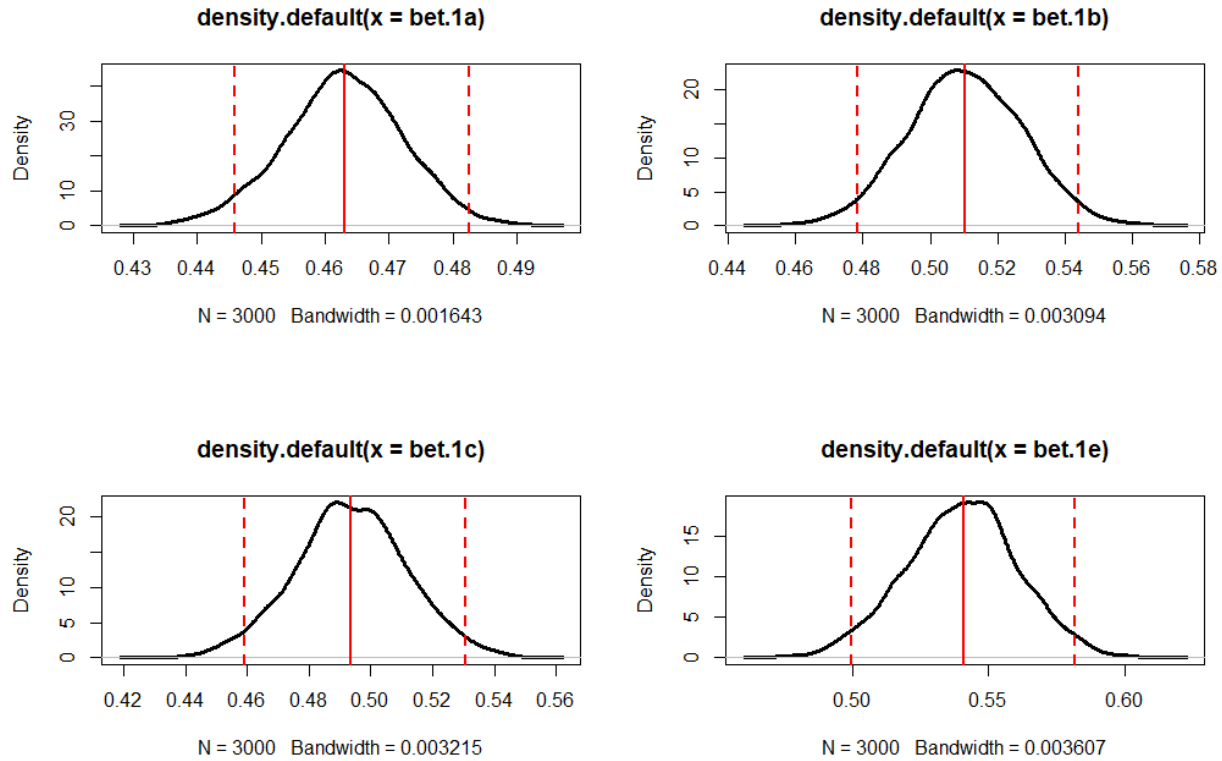 density.default(x = bet.1a)
Density
0 10 30
0.43 0.44 0.45 0.46 0.47 0.48 0.49
N = 3000 Bandwidth = 0.001643
density.default(x = bet.1b)
Density
0 5 10 20
0.44 0.46 0.48 0.50 0.52 0.54 0.56 0.58
N = 3000 Bandwidth = 0.003094
density.default(x = bet.1c)
Density
0 5 10 20
0.42 0.44 0.46 0.48 0.50 0.52 0.54 0.56
N = 3000 Bandwidth = 0.003215
density.default(x = bet.1e)
Density
0 5 10 15
0.50 0.55 0.60
N = 3000 Bandwidth = 0.003607